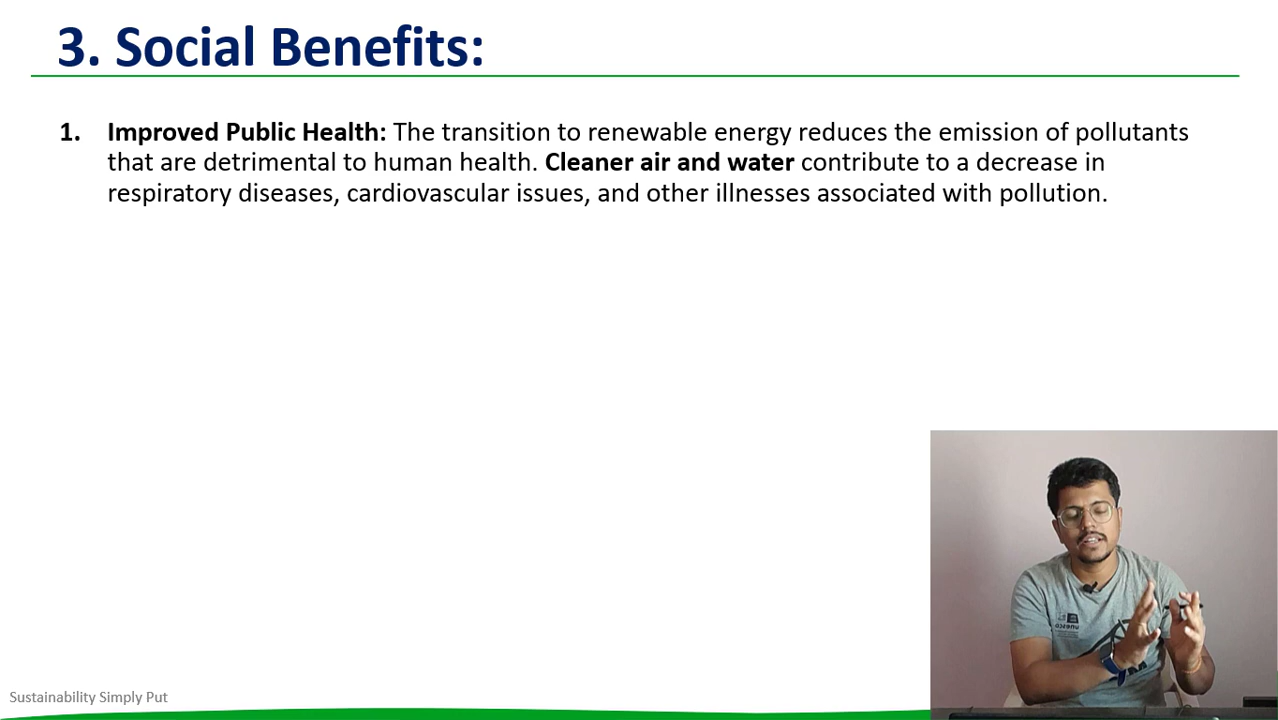 3. Social Benefits:
1. Improved Public Health: The transition to renewable energy reduces the emission of pollutants
that are detrimental to human health. Cleaner air and water contribute to a decrease in
respiratory diseases, cardiovascular issues, and other illnesses associated with pollution.
unesco
Sustainability Simply Put